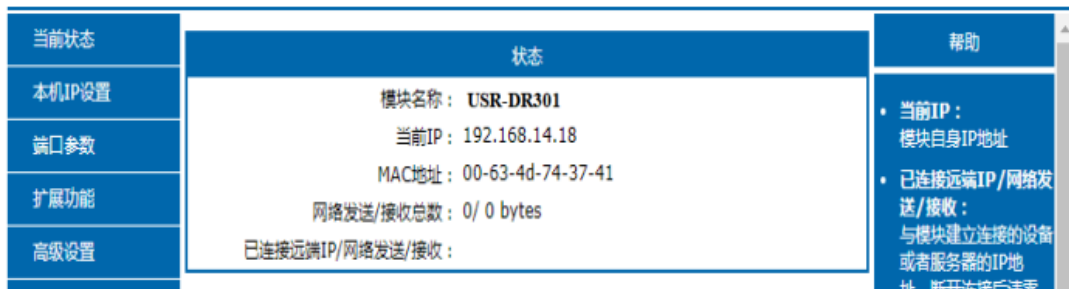 当前状态
本机IP设置
端口参数
扩展功能
高级设置
状态
模块名称： USR-DR301
当前IP： 192.168.14.18
MAC地址： 00-63-4d-74-37-41
网络发送/接收总数： 0/ 0 bytes
已连接远端IP/网络发送/接收：
帮助
• 当前IP：
模块自身IP地址
• 已连接远端IP/网络发
送/接收：
与模块建立连接的设备
或者服务器的IP地